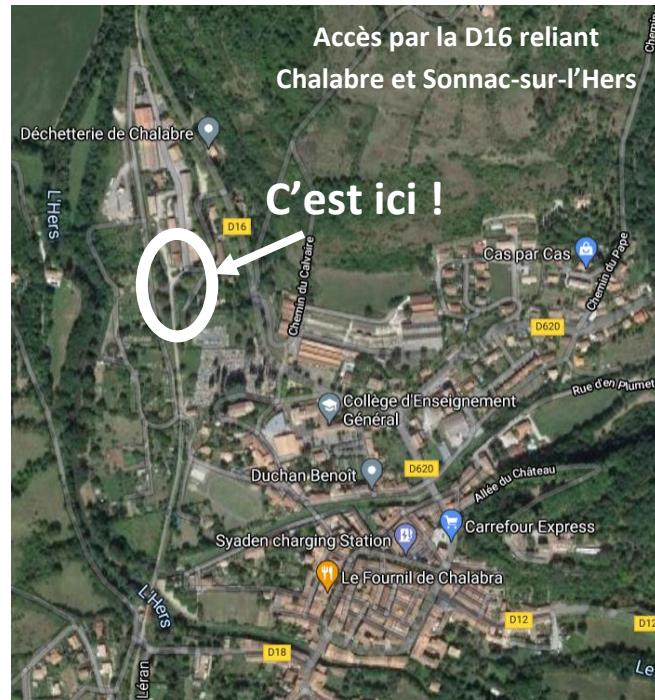 Accès par la D16 reliant
Chalabre et Sonnac-sur-l'Hers
Chemin
Déchetterie de Chalabre
L'Hers
C'est ici !
D16
Chemin du Calvaire
Cas par Cas
Chemin du Pape
D620
Rue d'en Plumet
Collège d'Enseignement
Général
Duchan Benoît
D620
Allée du Château
Syaden charging Station
Carrefour Express
Le Fournil de Chalabra
L'Hers
D12
D12
D18
Léran
Le